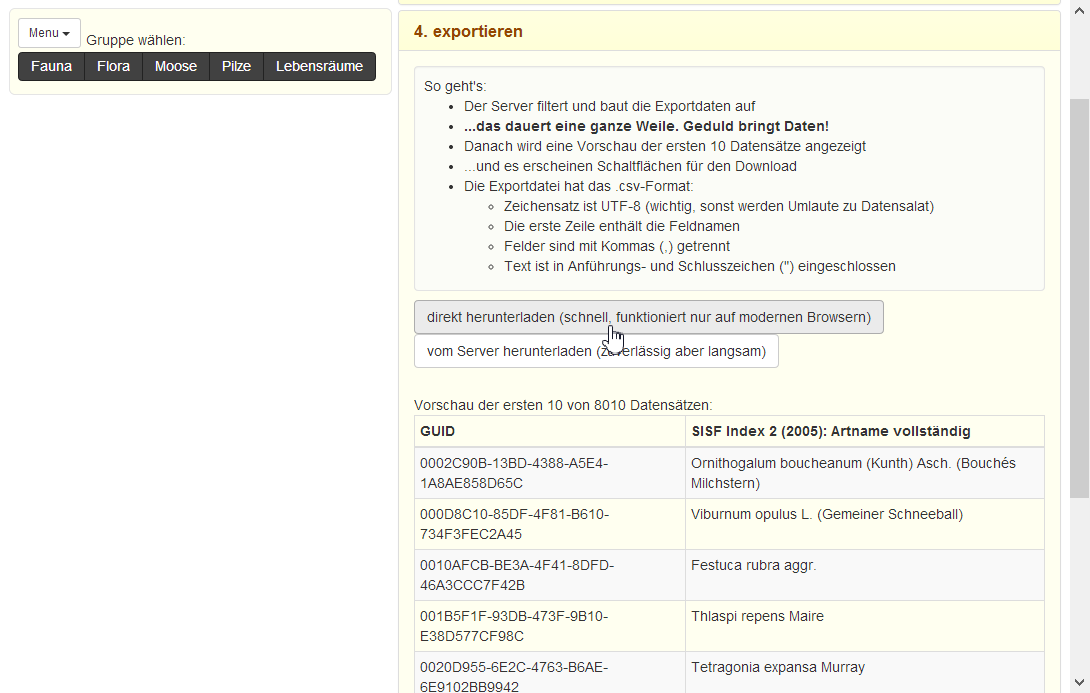 Menu
Gruppe wählen:
Fauna Flora Moose Pilze Lebensräume
4. exportieren
So geht's:
Der Server filtert und baut die Exportdaten auf
...das dauert eine ganze Weile. Geduld bringt Daten!
Danach wird eine Vorschau der ersten 10 Datensätze angezeigt
...und es erscheinen Schaltflächen für den Download
Die Exportdatei hat das .csv-Format:
Zeichensatz ist UTF-8 (wichtig, sonst werden Umlaute zu Datensalat)
Die erste Zeile enthält die Feldnamen
Felder sind mit Kommas (,) getrennt
Text ist in Anführungs- und Schlusszeichen (") eingeschlossen
direkt herunterladen (schnell, funktioniert nur auf modernen Browsern)
vom Server herunterladen (zuverlässig aber langsam)
Vorschau der ersten 10 von 8010 Datensätzen:
GUID SISF Index 2 (2005): Artname vollständig
0002C90B-13BD-4388-A5E4- Ornithogalum boucheanum (Kunth) Asch. (Bouchés
1A8AE858D65C Milchstern)
000D8C10-85DF-4F81-B610- Viburnum opulus L. (Gemeiner Schneeball)
734F3FEC2A45
0010AFCB-BE3A-4F41-8DFD- Festuca rubra aggr.
46A3CCC7F42B
001B5F1F-93DB-473F-9B10- Thlaspi repens Maire
E38D577CF98C
0020D955-6E2C-4763-B6AE- Tetragonia expansa Murray
6E9102BB9942